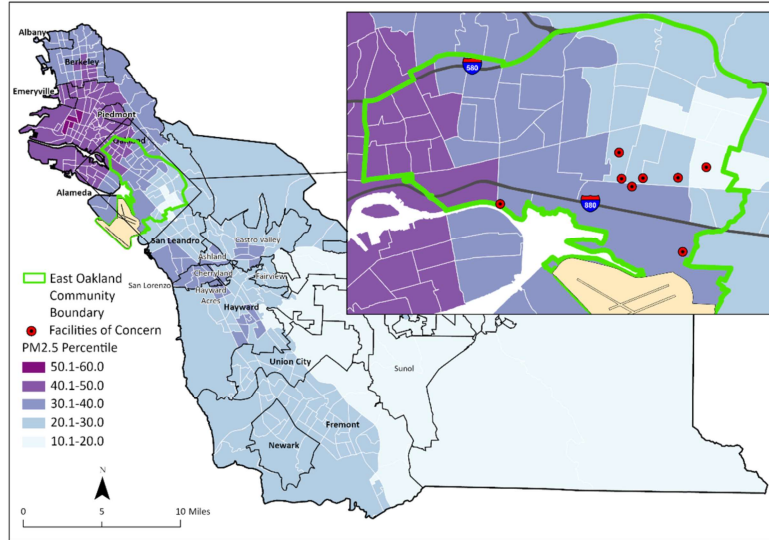 Albany
Berkeley
Emeryville
Piedmont
Oakland
Alameda
San Leandro
Castro Valley
Ashland
Cherryland
Fairview
San Lorenzo
Hayward
Acres
Hayward
Union City
Sunol
Fremont
Newark
580
880
East Oakland
Community
Boundary
Facilities of Concern
PM2.5 Percentile
50.1-60.0
40.1-50.0
30.1-40.0
20.1-30.0
10.1-20.0
N
0 5 10 Miles